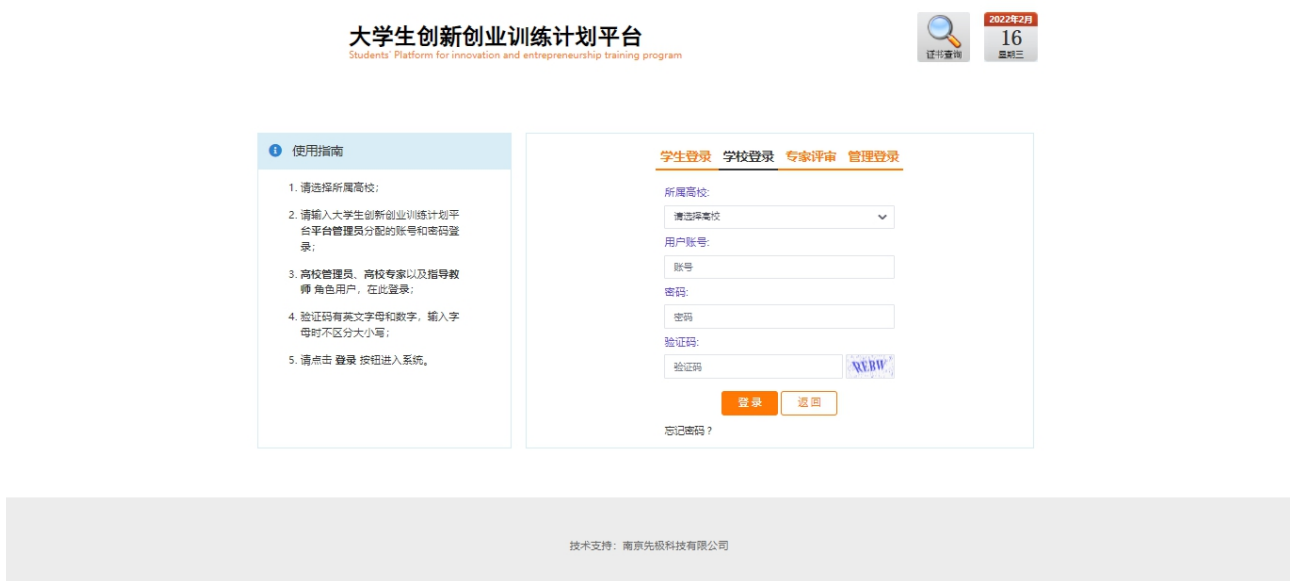 大学生创新创业训练计划平台
Students' Platform for innovation and entrepreneurship training program
证书查询
2022年2月
16
星期三
使用指南
1. 请选择所属高校;
2. 请输入大学生创新创业训练计划平
台平台管理员分配的账号和密码登
录;
3. 高校管理员、高校专家以及指导教
师 角色用户，在此登录;
4. 验证码有英文字母和数字，输入字
母时不区分大小写;
5. 请点击 登录 按钮进入系统。
学生登录 学校登录 专家评审 管理登录
所属高校:
请选择高校
用户账号:
账号
密码:
密码
验证码:
验证码
登 录 返 回
忘记密码？
技术支持：南京先极科技有限公司